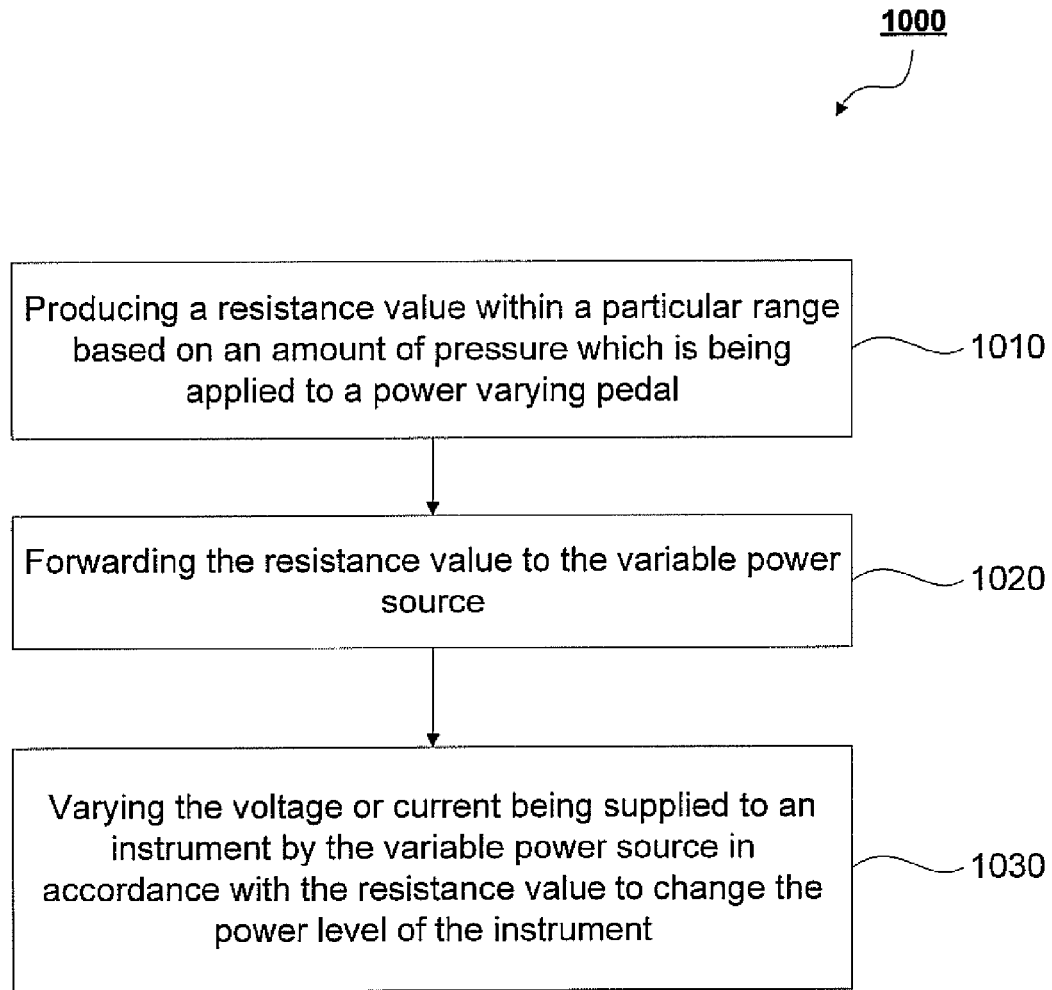 1000
Producing a resistance value within a particular range
based on an amount of pressure which is being
applied to a power varying pedal
1010
Forwarding the resistance value to the variable power
source
1020
Varying the voltage or current being supplied to an
instrument by the variable power source in
accordance with the resistance value to change the
power level of the instrument
1030